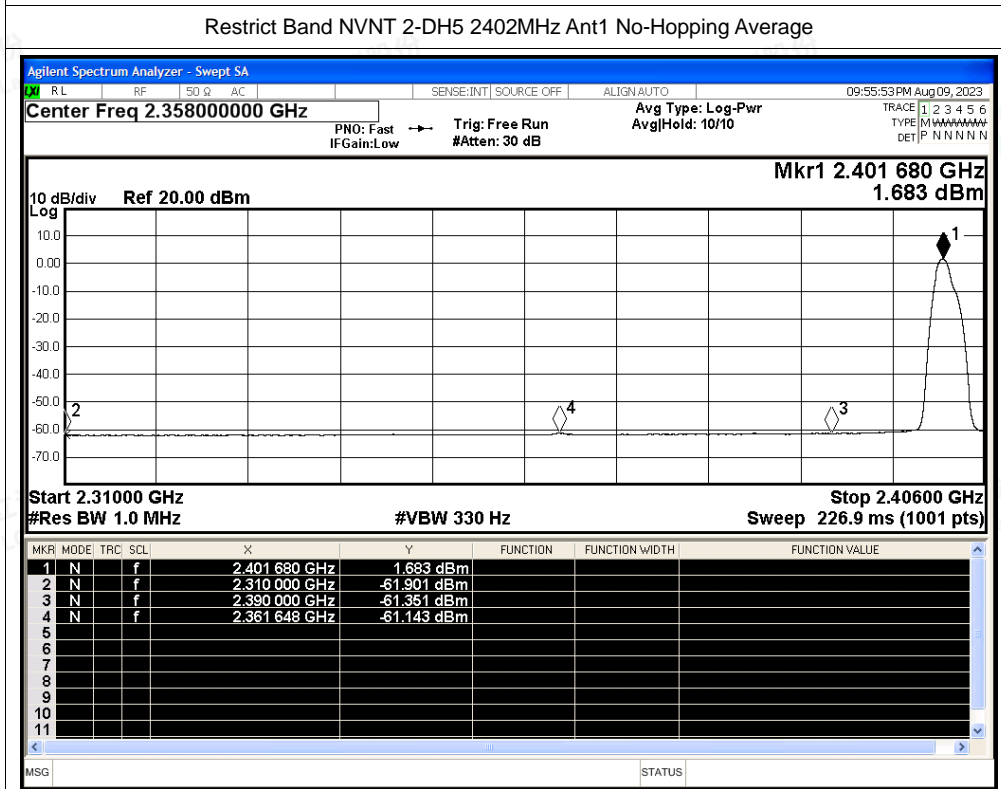 Restrict Band NVNT 2-DH5 2402MHz Ant1 No-Hopping Average
Agilent Spectrum Analyzer - Swept SA
LXI RL RF 50 Ω AC SENSE:INT SOURCE OFF ALIGN AUTO 09:55:53 PM Aug 09, 2023
Center Freq 2.358000000 GHz Avg Type: Log-Pwr TRACE 1 2 3 4 5 6
PNO: Fast Trig: Free Run Avg|Hold: 10/10 TYPE M
IFGain:Low #Atten: 30 dB DET P N N N N N
Mkr1 2.401 680 GHz
10 dB/div Ref 20.00 dBm 1.683 dBm
Log
10.0 1
0.00
-10.0
-20.0
-30.0
-40.0
-50.0 2 4 3
-60.0
-70.0
Start 2.31000 GHz Stop 2.40600 GHz
#Res BW 1.0 MHz #VBW 330 Hz Sweep 226.9 ms (1001 pts)
MKR MODE TRC SCL X Y FUNCTION FUNCTION WIDTH FUNCTION VALUE
1 N f 2.401 680 GHz 1.683 dBm
2 N f 2.310 000 GHz -61.901 dBm
3 N f 2.390 000 GHz -61.351 dBm
4 N f 2.361 648 GHz -61.143 dBm
5
6
7
8
9
10
11
MSG STATUS